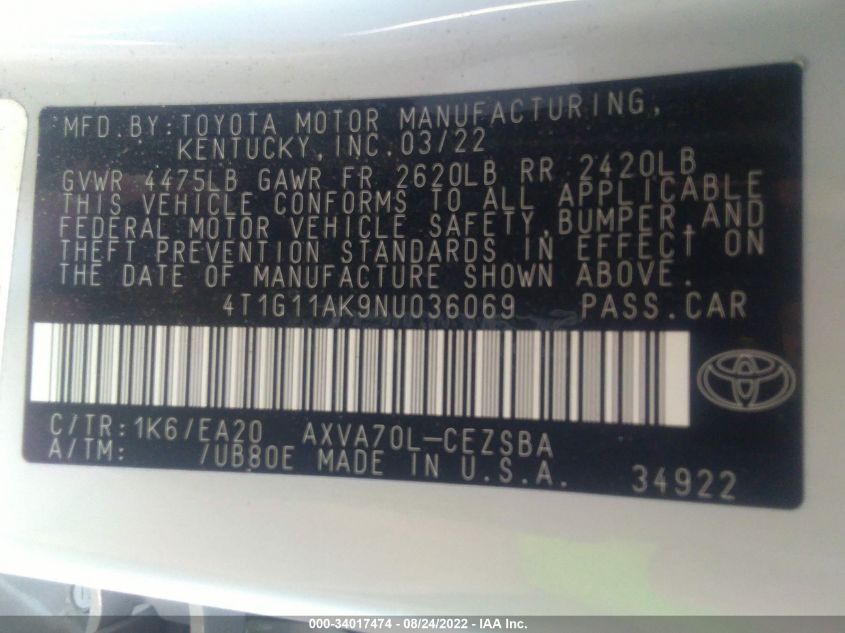 MFD.BY:TOYOTA MOTOR MANUFACTURING,
KENTUCKY,INC.03/22
GVWR 4475LB GAWR FR 2620LB RR 2420LB
THIS VEHICLE CONFORMS TO ALL APPLICABLE
FEDERAL MOTOR VEHICLE SAFETY,BUMPER,AND
THEFT PREVENTION STANDARDS IN EFFECT ON
THE DATE OF MANUFACTURE SHOWN ABOVE.
4T1G11AK9NU036069 PASS.CAR
C/TR:1K6/EA20 AXVA70L-CEZSBA
A/TM: /UB80E MADE IN U.S.A. 34922
000-34017474 - 08/24/2022 - IAA Inc.